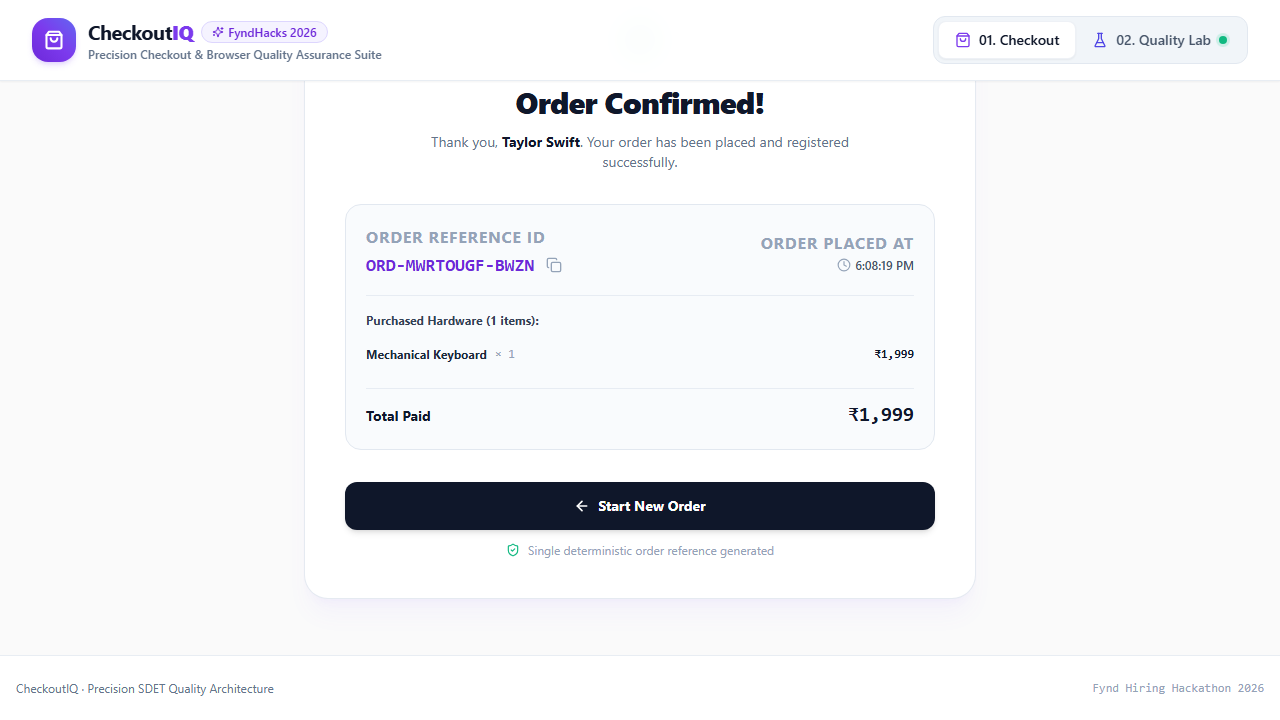 CheckoutIQ FyndHacks 2026
Precision Checkout & Browser Quality Assurance Suite
01. Checkout
02. Quality Lab
Order Confirmed!
Thank you, Taylor Swift. Your order has been placed and registered
successfully.
ORDER REFERENCE ID
ORD-MWRTOUGF-BWZN
ORDER PLACED AT
6:08:19 PM
Purchased Hardware (1 items):
Mechanical Keyboard × 1 ₹1,999
Total Paid ₹1,999
Start New Order
Single deterministic order reference generated
CheckoutIQ · Precision SDET Quality Architecture
Fynd Hiring Hackathon 2026